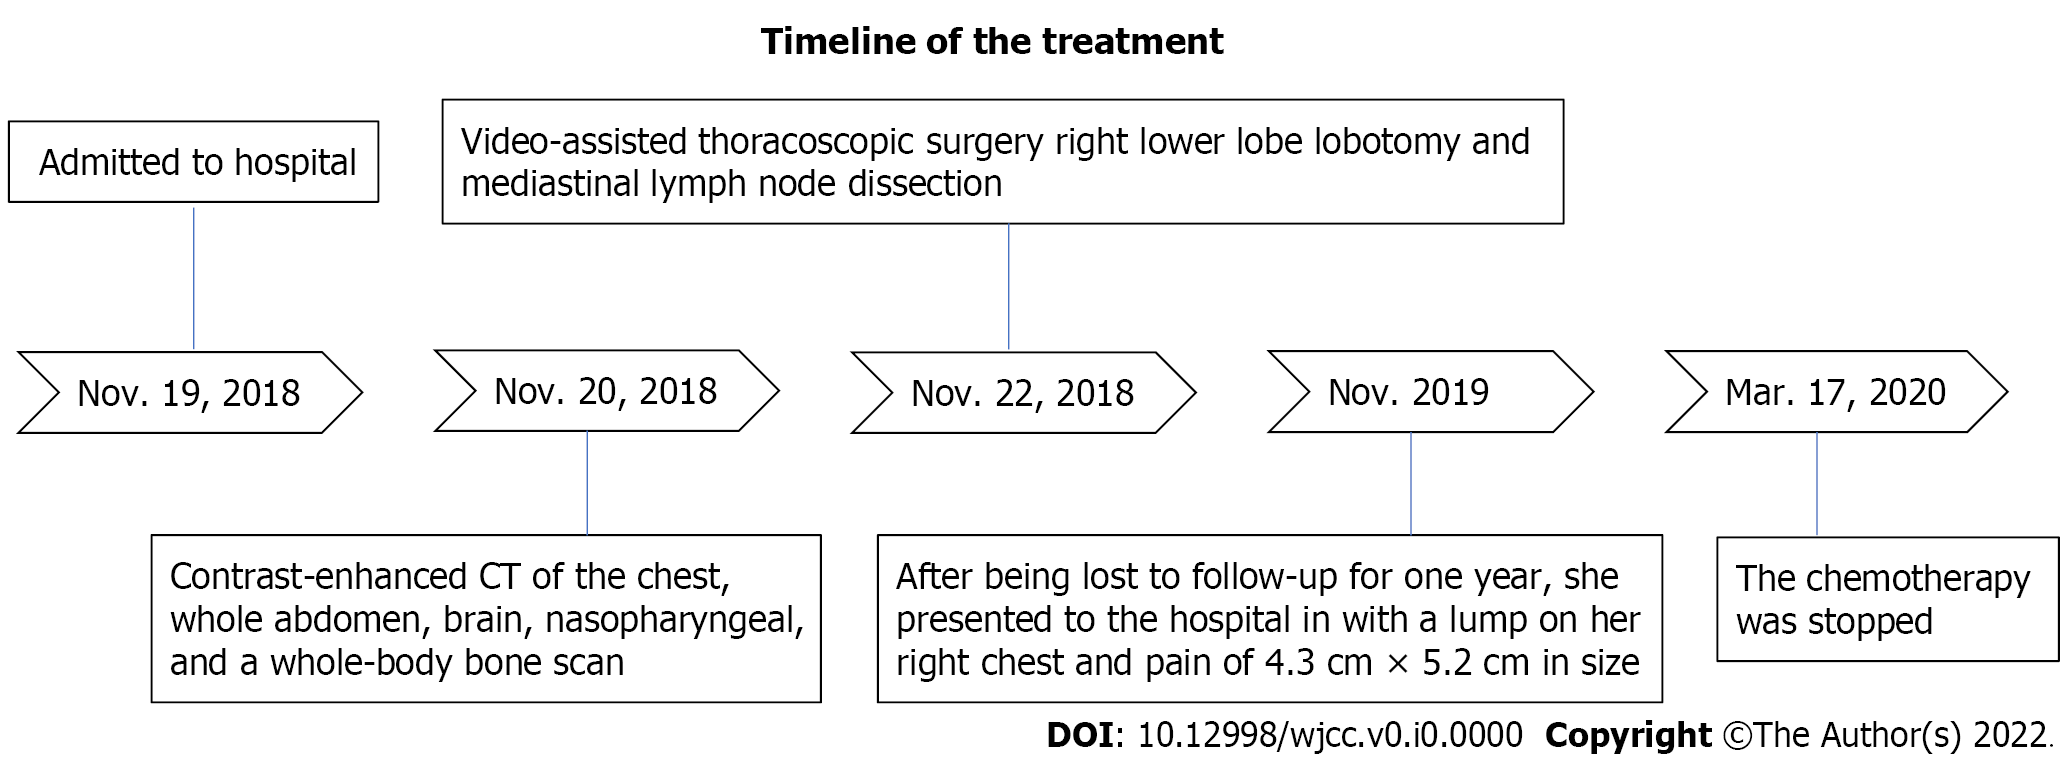 Timeline of the treatment
Admitted to hospital
Video-assisted thoracoscopic surgery right lower lobe lobotomy and
mediastinal lymph node dissection
Nov. 19, 2018
Nov. 20, 2018
Nov. 22, 2018
Nov. 2019
Mar. 17, 2020
Contrast-enhanced CT of the chest,
whole abdomen, brain, nasopharyngeal,
and a whole-body bone scan
After being lost to follow-up for one year, she
presented to the hospital in with a lump on her
right chest and pain of 4.3 cm × 5.2 cm in size
The chemotherapy
was stopped
DOI: 10.12998/wjcc.v0.i0.0000 Copyright ©The Author(s) 2022.